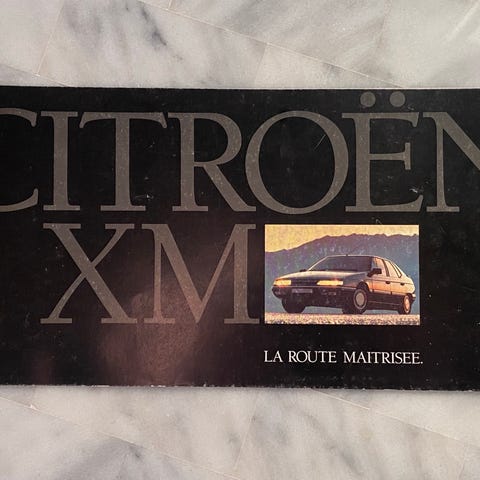 CITROËN
XM
LA ROUTE MAITRISEE.